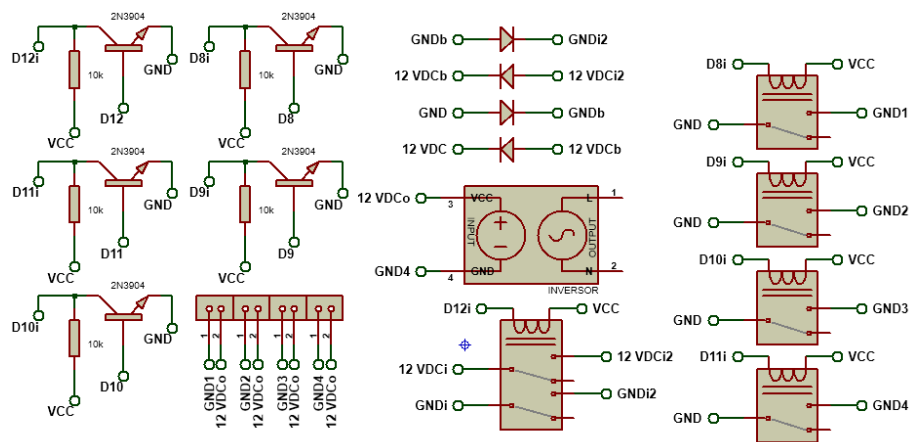 2N3904
D12i
10k
GND
D12
VCC
2N3904
D8i
10k
GND
D8
VCC
2N3904
D11i
10k
GND
D11
VCC
2N3904
D9i
10k
GND
D9
VCC
2N3904
D10i
10k
GND
D10
VCC
1 2 1 2 1 2 1 2
GND1
12 VDCo
GND2
12 VDCo
GND3
12 VDCo
GND4
12 VDCo
GNDb GNDi2
12 VDCb 12 VDCi2
GND GNDb
12 VDC 12 VDCb
12 VDCo 3 VCC L 1
INPUT OUTPUT
GND4 4 GND N 2
INVERSOR
D12i VCC
12 VDCi2
12 VDCi
GNDi2
GNDi
D8i VCC
GND1
GND
D9i VCC
GND2
GND
D10i VCC
GND3
GND
D11i VCC
GND4
GND